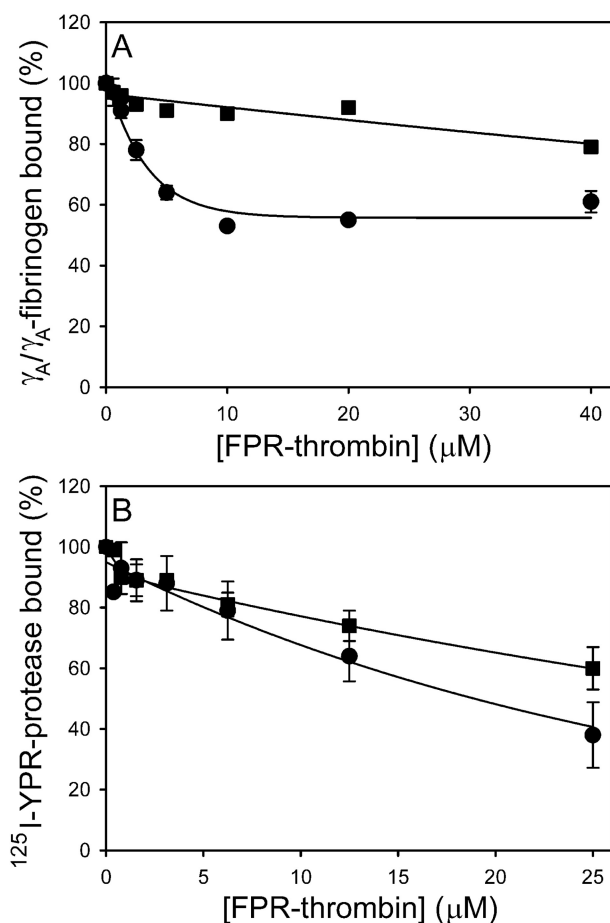 A
γA/γA-fibrinogen bound (%)
120
100
80
60
40
20
0
0 10 20 30 40
[FPR-thrombin] (μM)
B
125I-YPR-protease bound (%)
120
100
80
60
40
20
0
0 5 10 15 20 25
[FPR-thrombin] (μM)